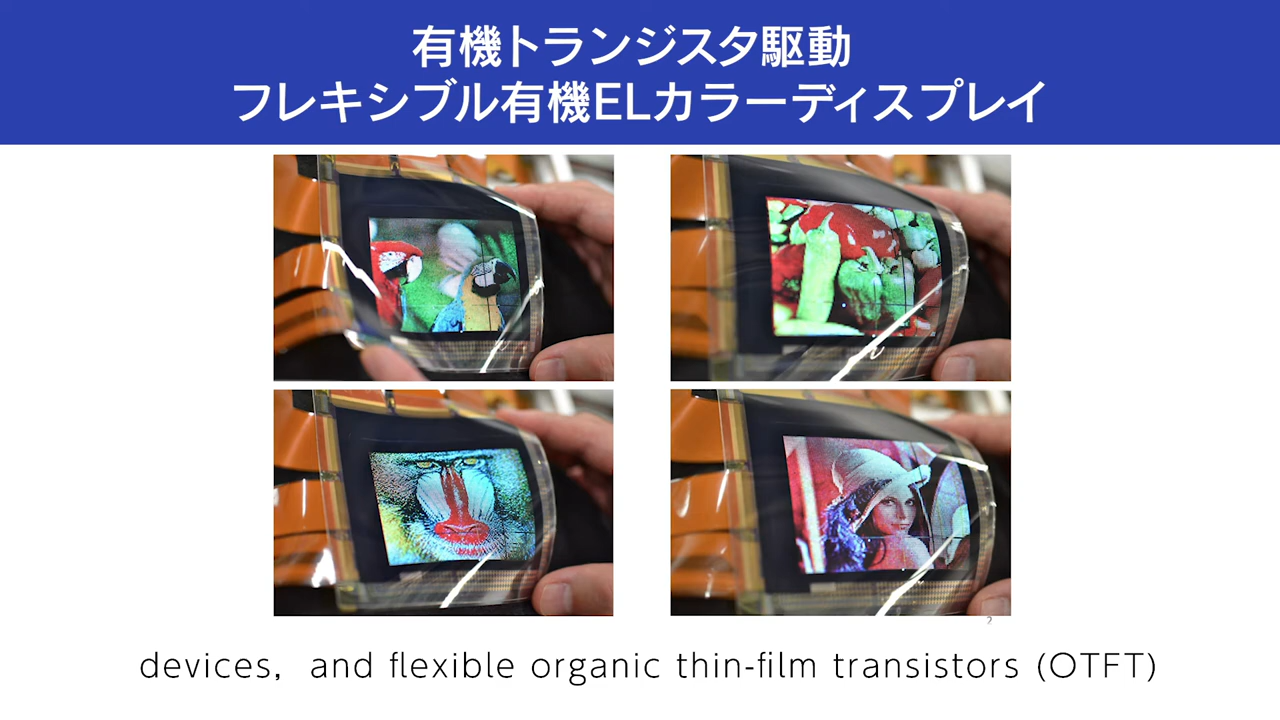 有機トランジスタ駆動
フレキシブル有機ELカラーディスプレイ
2
devices, and flexible organic thin-film transistors (OTFT)